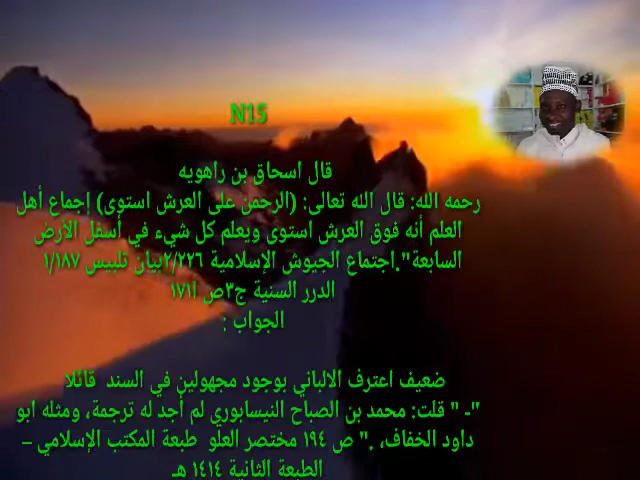 N15
قال اسحاق بن راهويه
رحمه الله: قال الله تعالى: (الرحمن على العرش استوى) إجماع أهل
العلم أنه فوق العرش استوى ويعلم كل شيء في أسفل الأرض
السابعة".اجتماع الجيوش الإسلامية ٢/٢٢٦بيان تلبيس ١/١٨٧
الدرر السنية ج٣ص ١٧١ا
الجواب :
ضعيف اعترف الالباني بوجود مجهولين في السند قائلا
"- " قلت: محمد بن الصباح النيسابوري لم أجد له ترجمة، ومثله ابو
داود الخفاف، ." ص ١٩٤ مختصر العلو طبعة المكتب الإسلامي –
الطبعة الثانية ١٤١٤ هـ